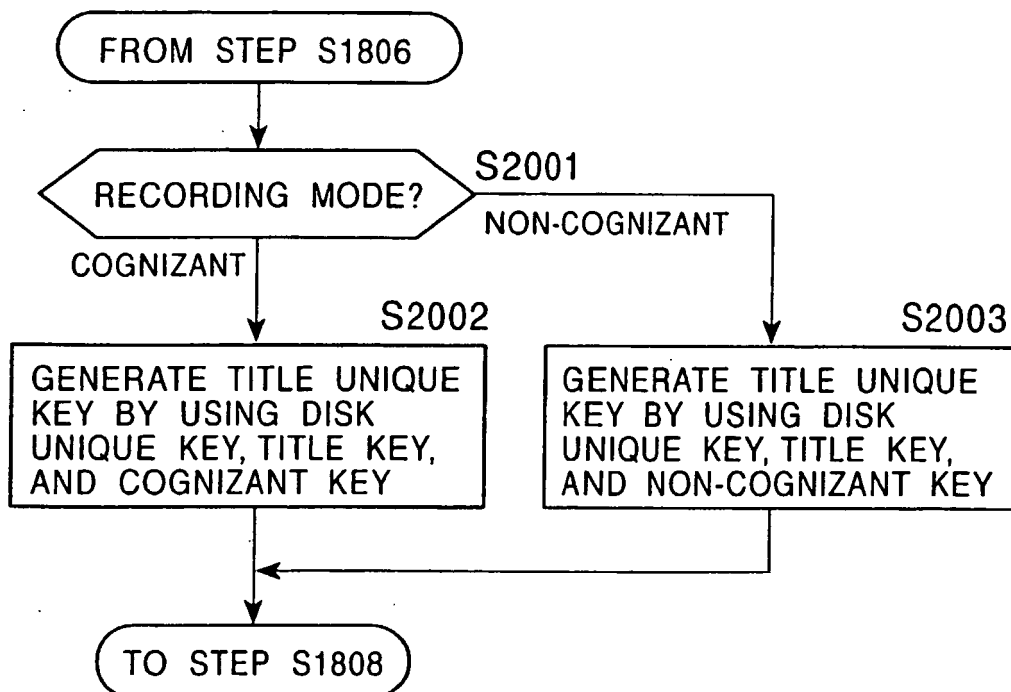 FROM STEP S1806
RECORDING MODE?
S2001
NON-COGNIZANT
COGNIZANT
S2002
GENERATE TITLE UNIQUE
KEY BY USING DISK
UNIQUE KEY, TITLE KEY,
AND COGNIZANT KEY
S2003
GENERATE TITLE UNIQUE
KEY BY USING DISK
UNIQUE KEY, TITLE KEY,
AND NON-COGNIZANT KEY
TO STEP S1808